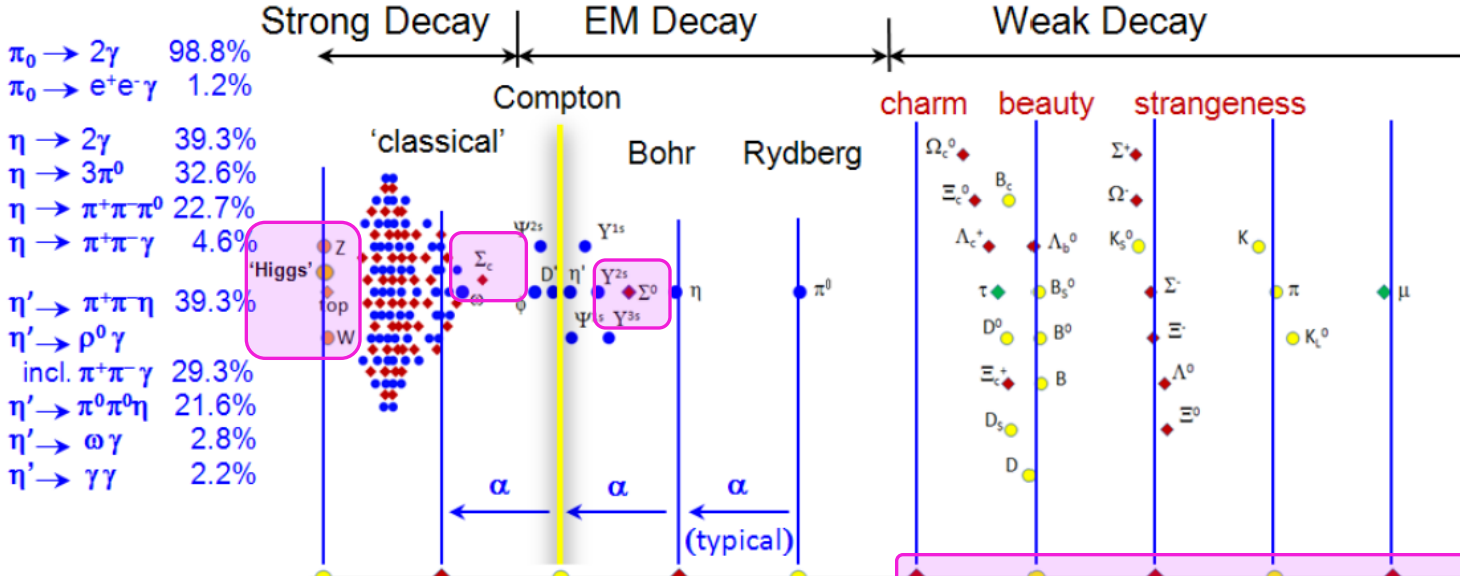 Strong Decay EM Decay Weak Decay
π₀ → 2γ 98.8%
π₀ → e⁺e⁻γ 1.2%
Compton
charm beauty strangeness
η → 2γ 39.3%
'classical'
Bohr Rydberg
η → 3π⁰ 32.6%
η → π⁺π⁻π⁰ 22.7%
η → π⁺π⁻γ 4.6%
η' → π⁺π⁻η 39.3%
η' → ρ⁰ γ
incl. π⁺π⁻γ 29.3%
η' → π⁰π⁰η 21.6%
η' → ω γ 2.8%
η' → γγ 2.2%
Z
'Higgs'
top
W
Σc
ω
φ
Ψ²ˢ
D*
η'
Υ¹ˢ
Υ²ˢ
Σ⁰
Υ³ˢ
η
π⁰
α α α
(typical)
Ωc⁰
Ξc⁰
Bc
Λc⁺
Λb⁰
τ
Bs⁰
D⁰
B⁰
Ξc⁺
B
Ds
D
Σ⁺
Ω⁻
Ks⁰
Σ⁻
Ξ⁻
Λ⁰
Ξ⁰
K
π
KL⁰
μ